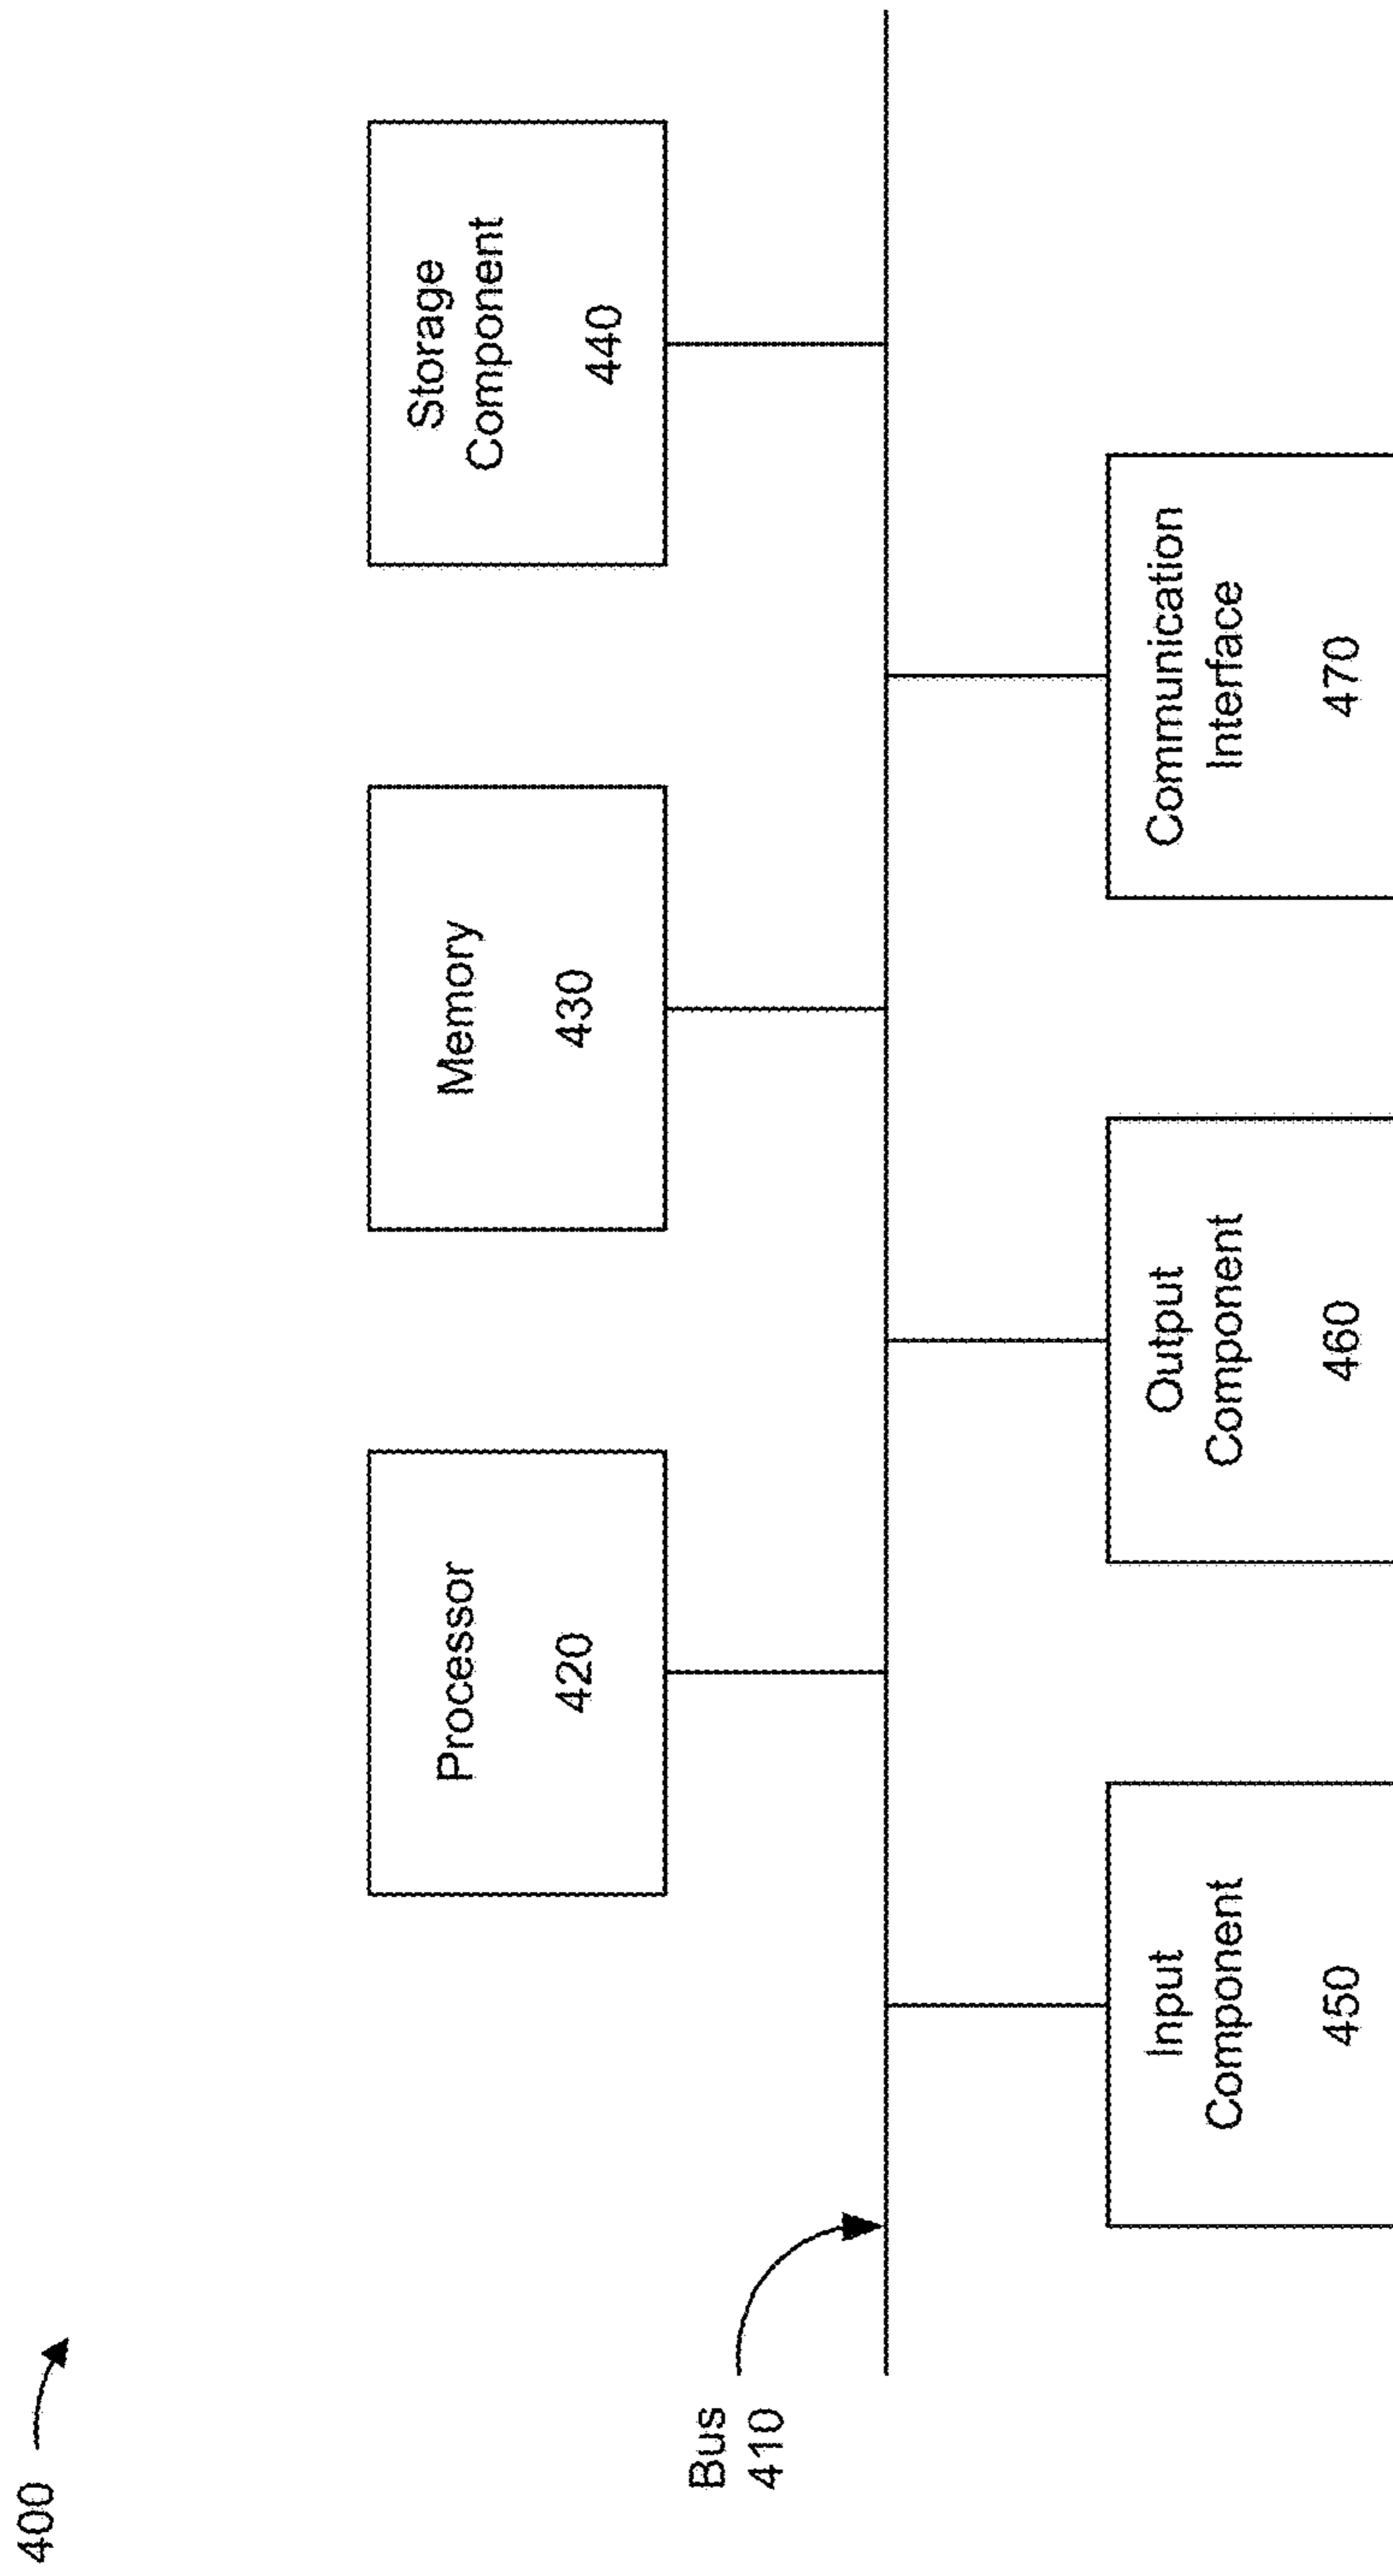 400
Processor
420
Memory
430
Storage
Component
440
Bus
410
Input
Component
450
Output
Component
460
Communication
Interface
470